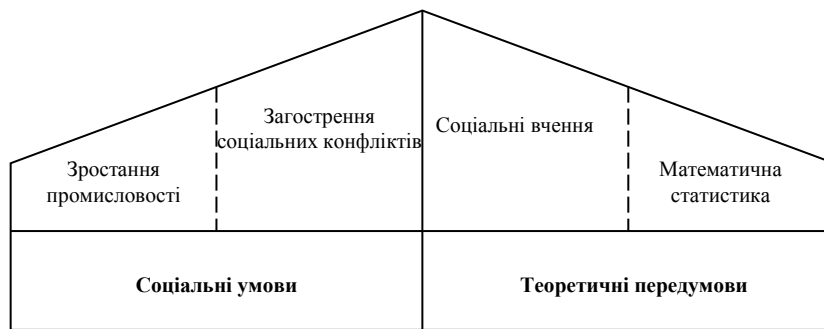 Зростання
промисловості
Загострення
соціальних конфліктів
Соціальні вчення
Математична
статистика
Соціальні умови
Теоретичні передумови